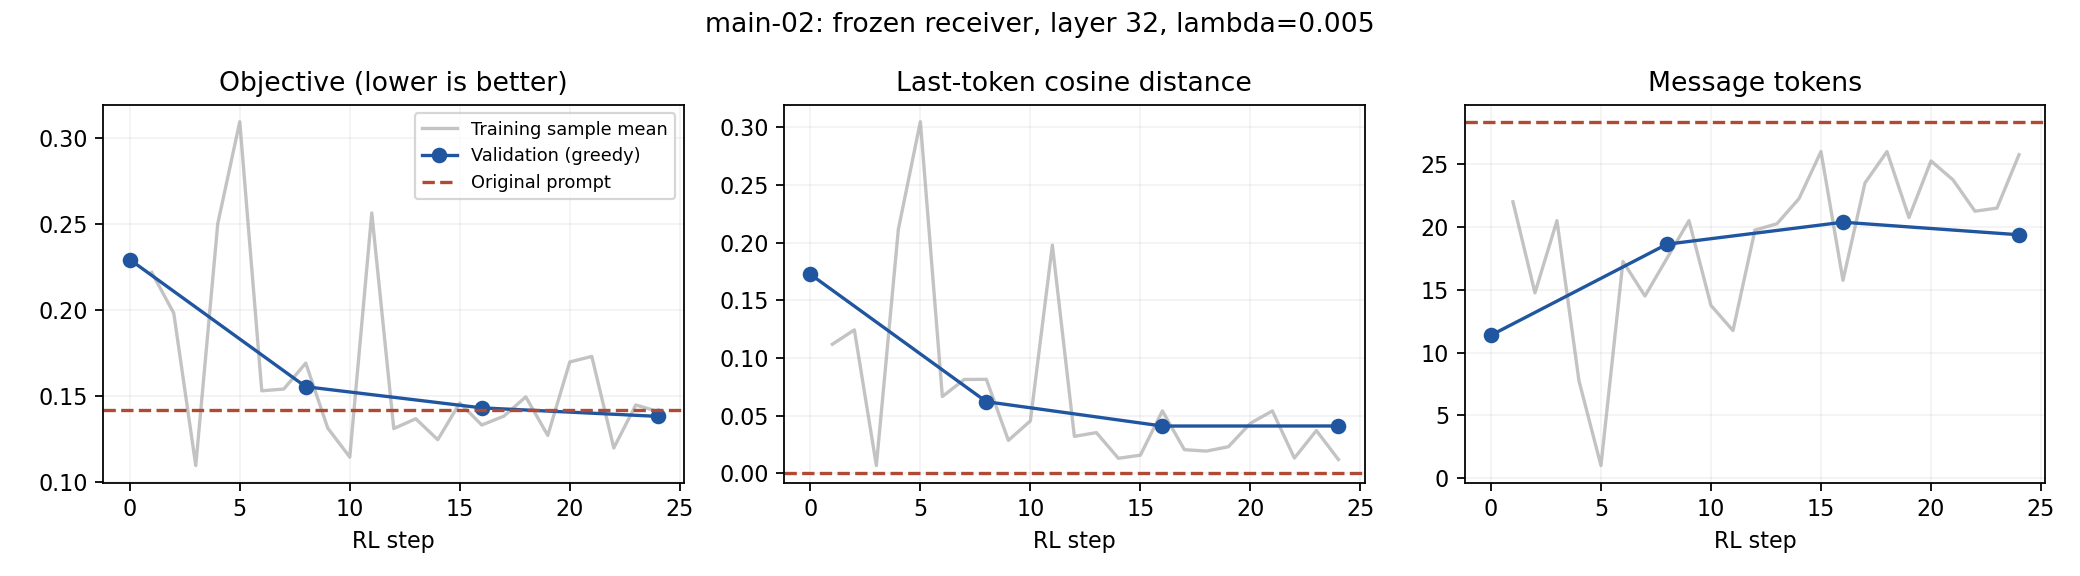 main-02: frozen receiver, layer 32, lambda=0.005
Objective (lower is better)
0.30
0.25
0.20
0.15
0.10
Training sample mean
Validation (greedy)
Original prompt
0 5 10 15 20 25
RL step
Last-token cosine distance
0.30
0.25
0.20
0.15
0.10
0.05
0.00
0 5 10 15 20 25
RL step
Message tokens
25
20
15
10
5
0
0 5 10 15 20 25
RL step